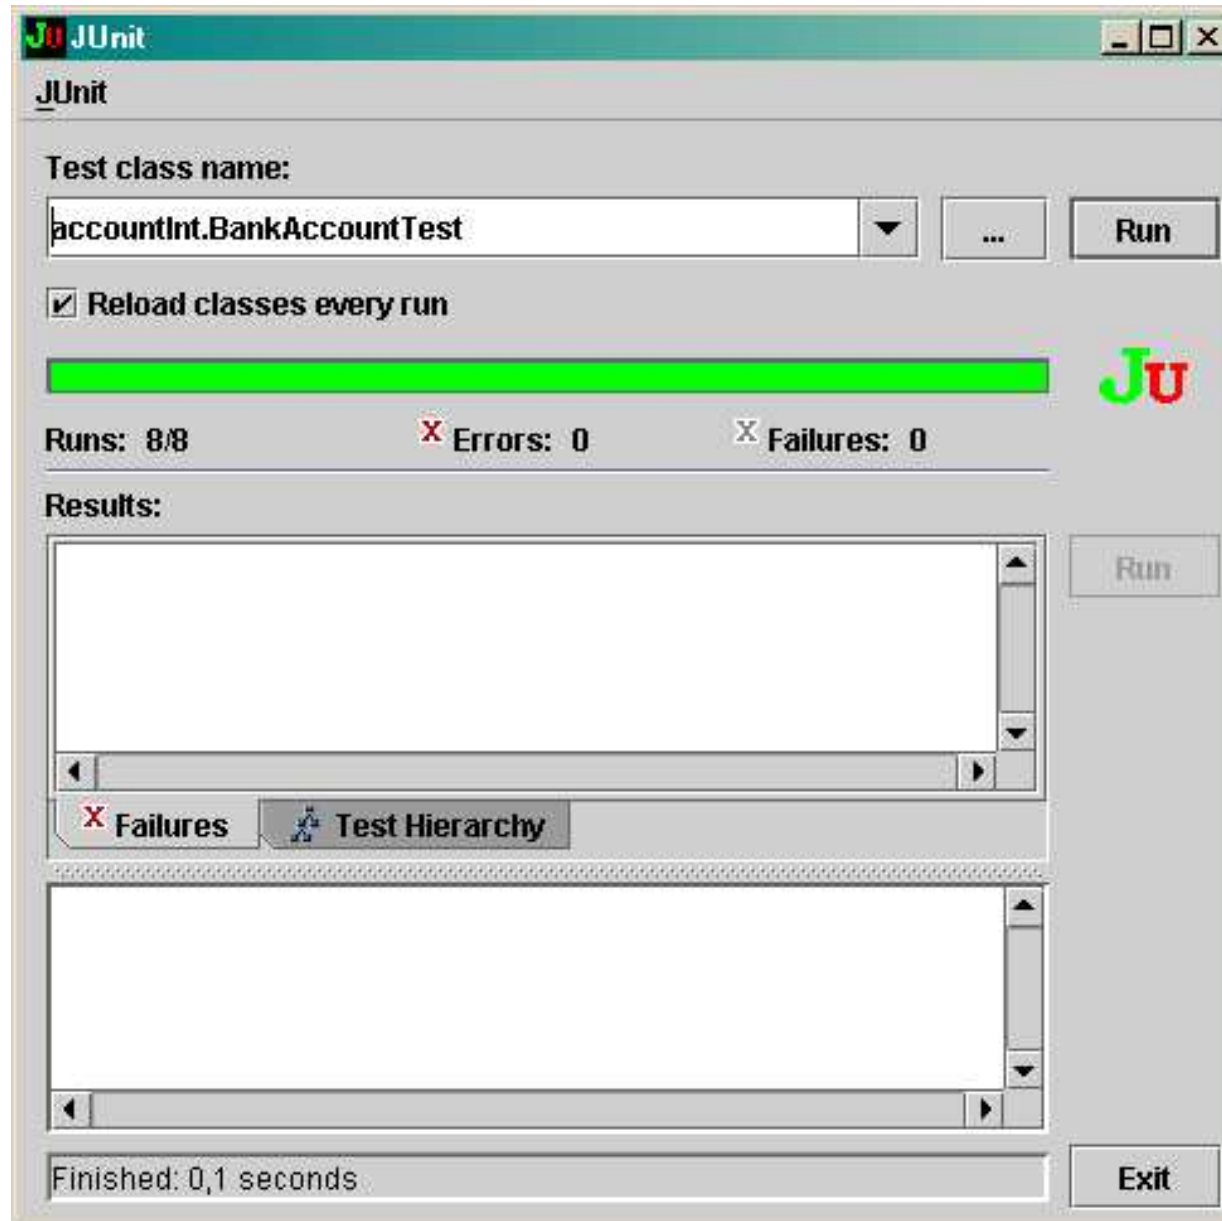 JU JUnit
JUnit
Test class name:
accountInt.BankAccountTest ... Run
Reload classes every run
JU
Runs: 8/8 X Errors: 0 X Failures: 0
Results:
Run
X Failures Test Hierarchy
Finished: 0,1 seconds Exit